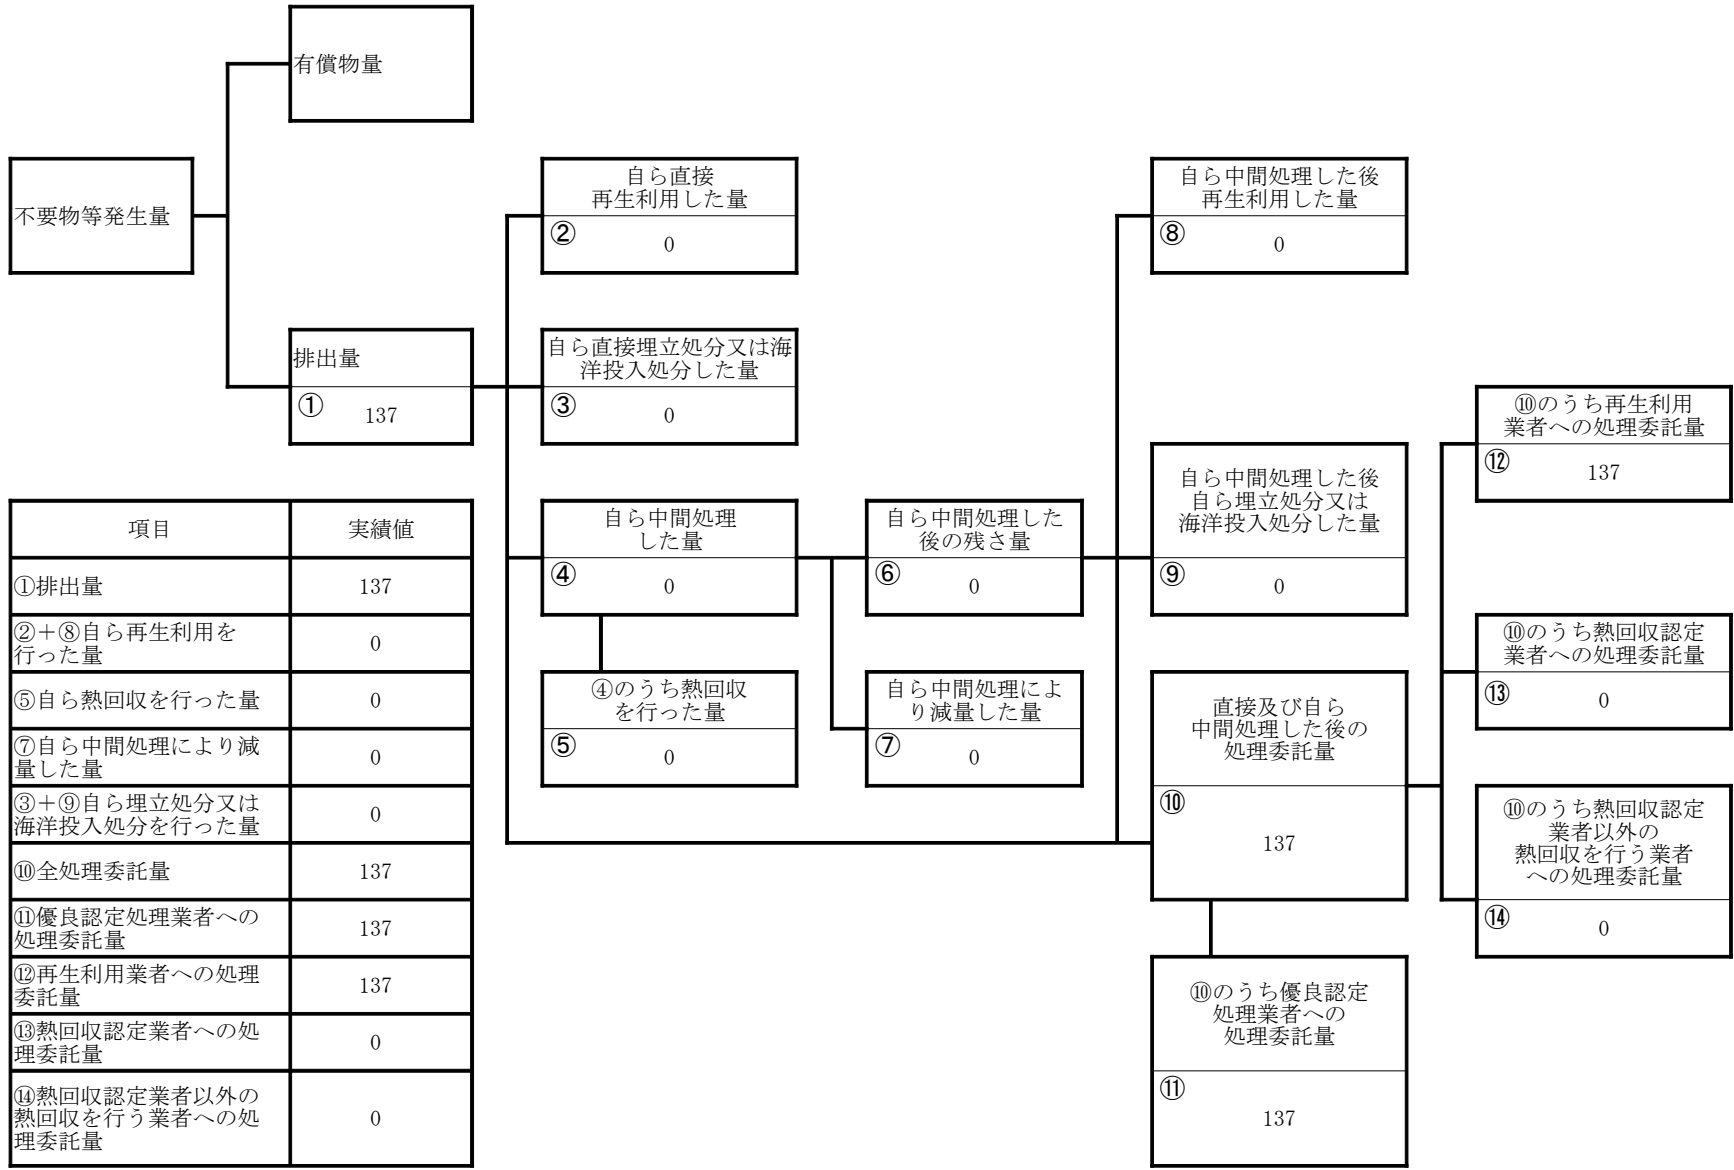 有償物量
不要物等発生量
自ら直接
再生利用した量
②
0
自ら中間処理した後
再生利用した量
⑧
0
排出量
①
137
自ら直接埋立処分又は海
洋投入処分した量
③
0
⑩のうち再生利用
業者への処理委託量
⑫
137
自ら中間処理
した量
④
0
自ら中間処理した
後の残さ量
⑥
0
自ら中間処理した後
自ら埋立処分又は
海洋投入処分した量
⑨
0
⑩のうち熱回収認定
業者への処理委託量
⑬
0
④のうち熱回収
を行った量
⑤
0
自ら中間処理によ
り減量した量
⑦
0
直接及び自ら
中間処理した後の
処理委託量
⑩
137
⑩のうち熱回収認定
業者以外の
熱回収を行う業者
への処理委託量
⑭
0
⑩のうち優良認定
処理業者への
処理委託量
⑪
137
項目
実績値
①排出量
137
②＋⑧自ら再生利用を
行った量
0
⑤自ら熱回収を行った量
0
⑦自ら中間処理により減
量した量
0
③＋⑨自ら埋立処分又は
海洋投入処分を行った量
0
⑩全処理委託量
137
⑪優良認定処理業者への
処理委託量
137
⑫再生利用業者への処理
委託量
137
⑬熱回収認定業者への処
理委託量
0
⑭熱回収認定業者以外の
熱回収を行う業者への処
理委託量
0